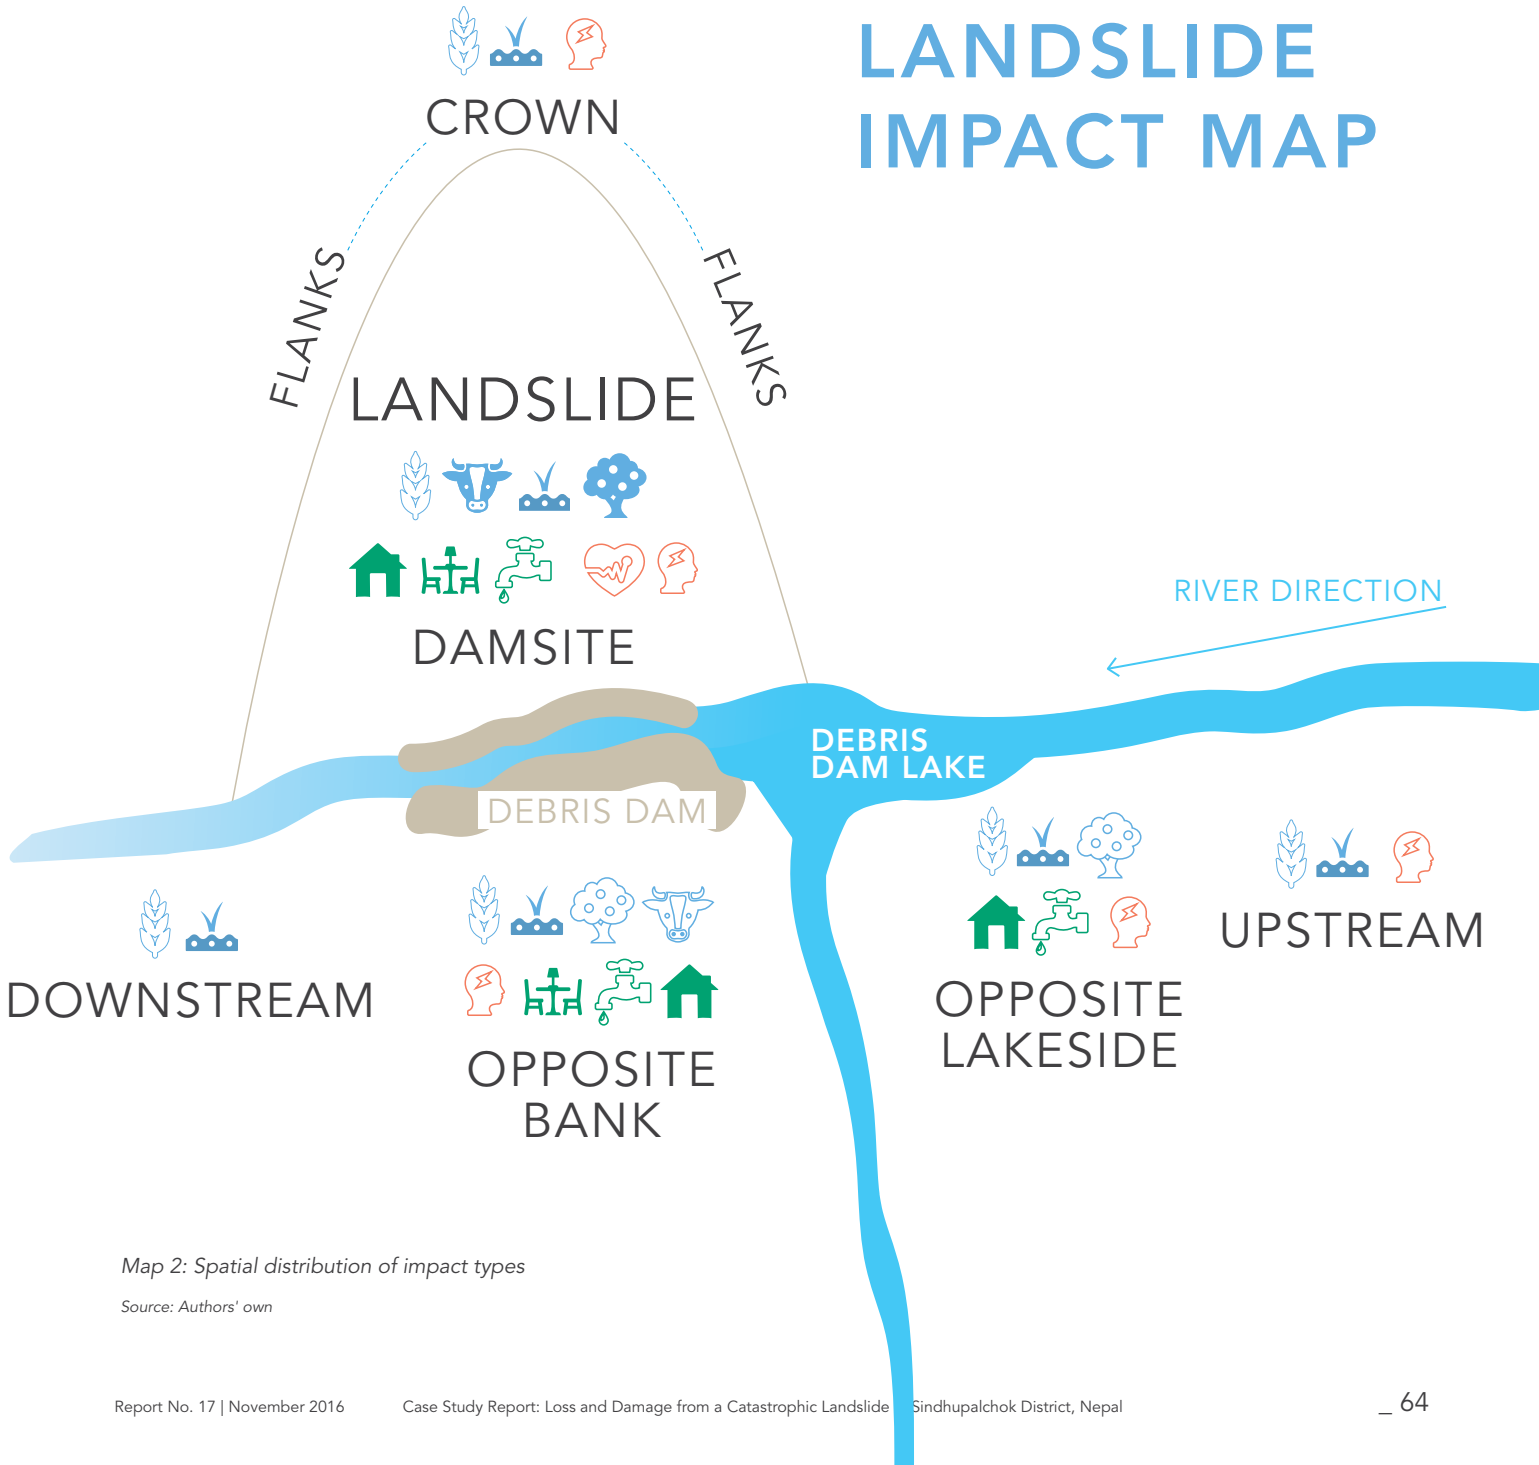 LANDSLIDE
IMPACT MAP
CROWN
FLANKS
FLANKS
LANDSLIDE
DAMSITE
RIVER DIRECTION
DEBRIS
DAM LAKE
DEBRIS DAM
DOWNSTREAM
OPPOSITE
BANK
OPPOSITE
LAKESIDE
UPSTREAM
Map 2: Spatial distribution of impact types
Source: Authors' own
Report No. 17 | November 2016
Case Study Report: Loss and Damage from a Catastrophic Landslide Sindhupalchok District, Nepal
_ 64